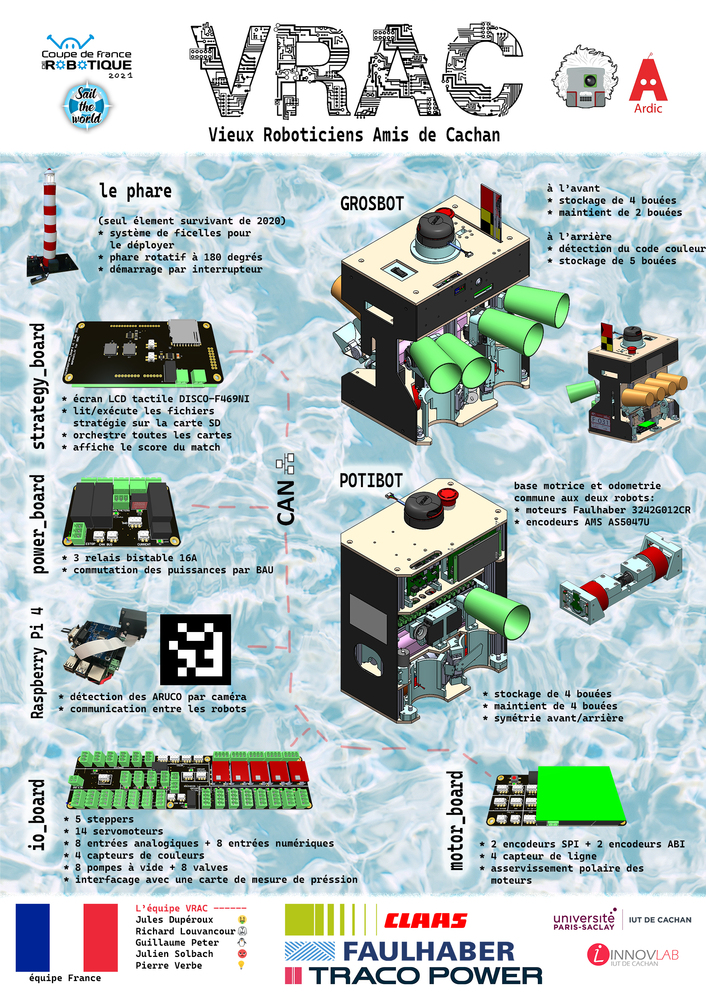 Coupe de France
DE ROBOTIQUE
2021
Sail
the
world
VRAC
Vieux Roboticiens Amis de Cachan
Ardic
le phare
(seul élement survivant de 2020)
* système de ficelles pour
le déployer
* phare rotatif à 180 degrés
* démarrage par interrupteur
GROSBOT
à l'avant
* stockage de 4 bouées
* maintient de 2 bouées
à l'arrière
* détection du code couleur
* stockage de 5 bouées
strategy_board
* écran LCD tactile DISCO-F469NI
* lit/exécute les fichiers
stratégie sur la carte SD
* orchestre toutes les cartes
* affiche le score du match
CAN
power_board
* 3 relais bistable 16A
* commutation des puissances par BAU
POTIBOT
base motrice et odometrie
commune aux deux robots:
* moteurs Faulhaber 3242G012CR
* encodeurs AMS AS5047U
Raspberry Pi 4
* détection des ARUCO par caméra
* communication entre les robots
* stockage de 4 bouées
* maintient de 4 bouées
* symétrie avant/arrière
io_board
* 5 steppers
* 14 servomoteurs
* 8 entrées analogiques + 8 entrées numériques
* 4 capteurs de couleurs
* 8 pompes à vide + 8 valves
* interfaçage avec une carte de mesure de préssion
motor_board
* 2 encodeurs SPI + 2 encodeurs ABI
* 4 capteur de ligne
* asservissement polaire des
moteurs
équipe France
L'équipe VRAC ------
Jules Dupéroux
Richard Louvancour
Guillaume Peter
Julien Solbach
Pierre Verbe
CLAAS
FAULHABER
TRACO POWER
université
PARIS-SACLAY
IUT DE CACHAN
INNOVLAB
IUT DE CACHAN